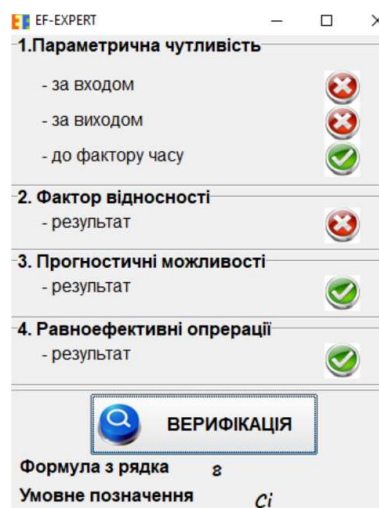 EF-EXPERT
1.Параметрична чутливість
- за входом
- за виходом
- до фактору часу
2. Фактор відносності
- результат
3. Прогностичні можливості
- результат
4. Равноефективні опрерації
- результат
ВЕРИФІКАЦІЯ
Формула з рядка 8
Умовне позначення Ci